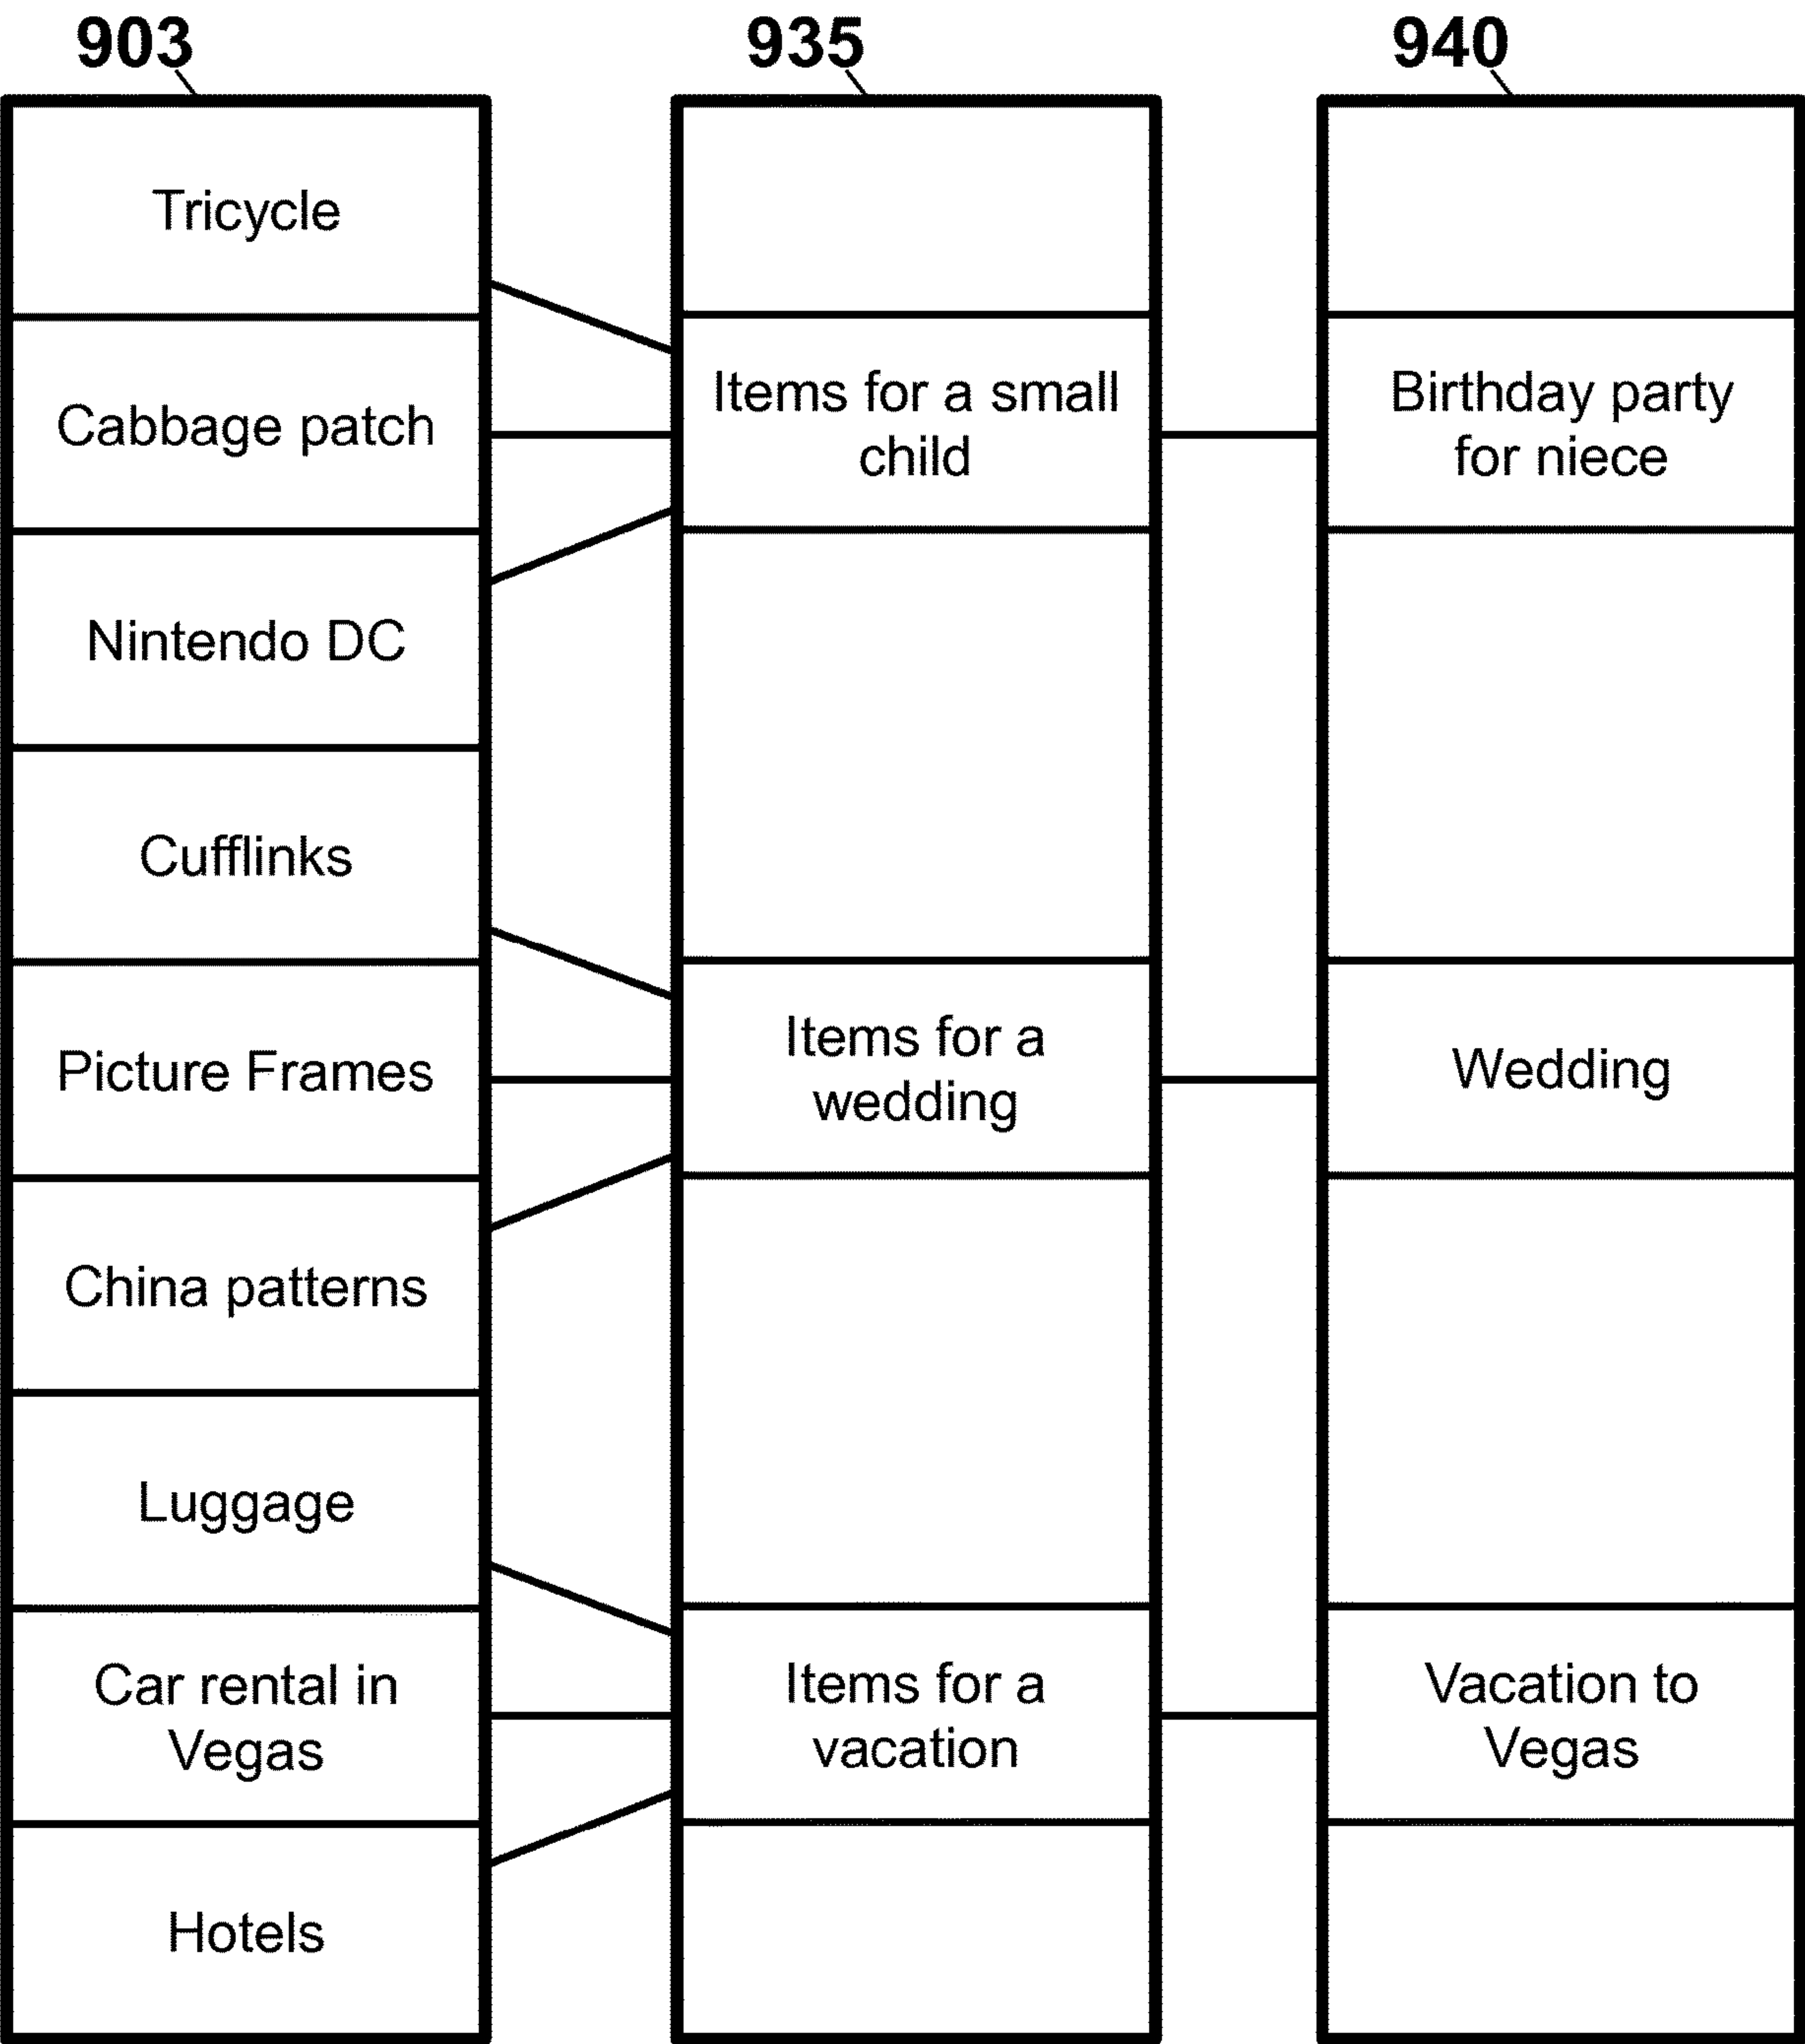 903
935
940
Tricycle
Cabbage patch
Nintendo DC
Cufflinks
Picture Frames
China patterns
Luggage
Car rental in
Vegas
Hotels
Items for a small
child
Items for a
wedding
Items for a
vacation
Birthday party
for niece
Wedding
Vacation to
Vegas